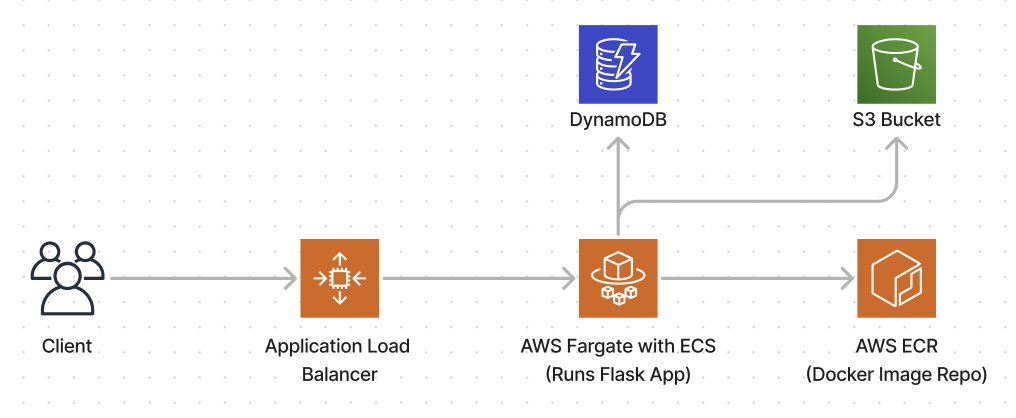 DynamoDB
S3 Bucket
Client
Application Load
Balancer
AWS Fargate with ECS
(Runs Flask App)
AWS ECR
(Docker Image Repo)